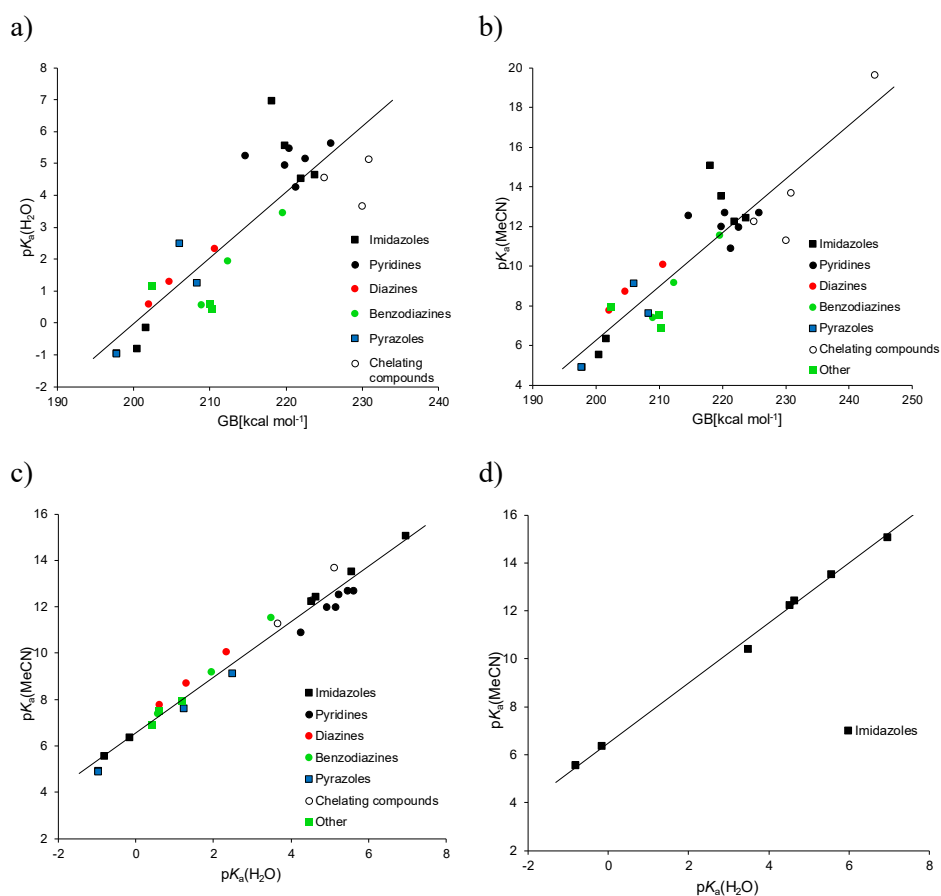 a)
8
7
6
5
4
3
2
1
0
-1
-2
pKa(H2O)
190
200
210
220
230
240
GB[kcal mol-1]
Imidazoles
Pyridines
Diazines
Benzodiazines
Pyrazoles
Chelating
compounds
b)
20
18
16
14
12
10
8
6
4
pKa(MeCN)
190
200
210
220
230
240
250
GB[kcal mol-1]
Imidazoles
Pyridines
Diazines
Benzodiazines
Pyrazoles
Chelating compounds
Other
c)
16
14
12
10
8
6
4
2
pKa(MeCN)
-2
0
2
4
6
8
pKa(H2O)
Imidazoles
Pyridines
Diazines
Benzodiazines
Pyrazoles
Chelating compounds
Other
d)
16
14
12
10
8
6
4
2
pKa(MeCN)
-2
0
2
4
6
8
pKa(H2O)
Imidazoles